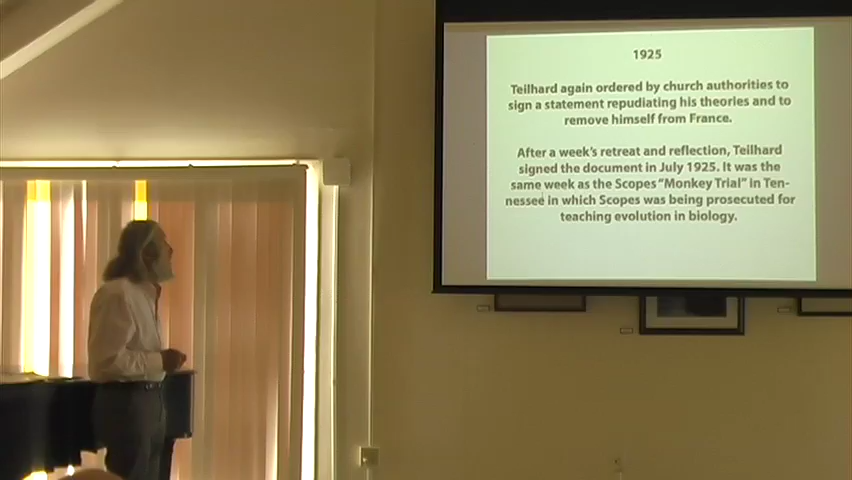 1925
Teilhard again ordered by church authorities to
sign a statement repudiating his theories and to
remove himself from France.
After a week's retreat and reflection, Teilhard
signed the document in July 1925. It was the
same week as the Scopes "Monkey Trial" in Ten-
nessee in which Scopes was being prosecuted for
teaching evolution in biology.